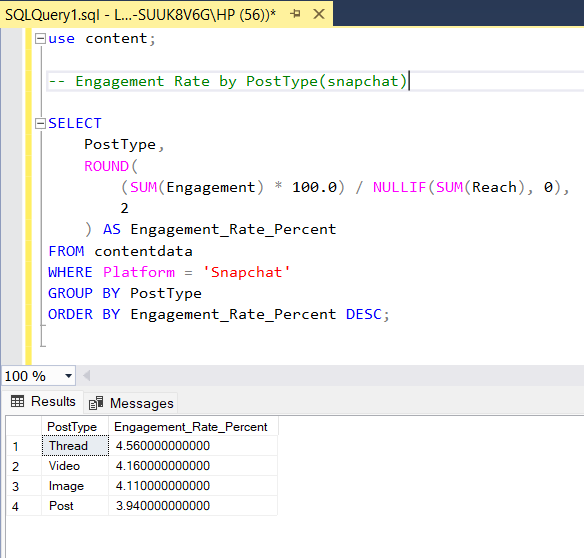 SQLQuery1.sql - L...-SUUK8V6G\HP (56))*
use content;
-- Engagement Rate by PostType(snapchat)
SELECT
PostType,
ROUND(
(SUM(Engagement) * 100.0) / NULLIF(SUM(Reach), 0),
2
) AS Engagement_Rate_Percent
FROM contentdata
WHERE Platform = 'Snapchat'
GROUP BY PostType
ORDER BY Engagement_Rate_Percent DESC;
100 %
Results Messages
PostType Engagement_Rate_Percent
1 Thread 4.560000000000
2 Video 4.160000000000
3 Image 4.110000000000
4 Post 3.940000000000